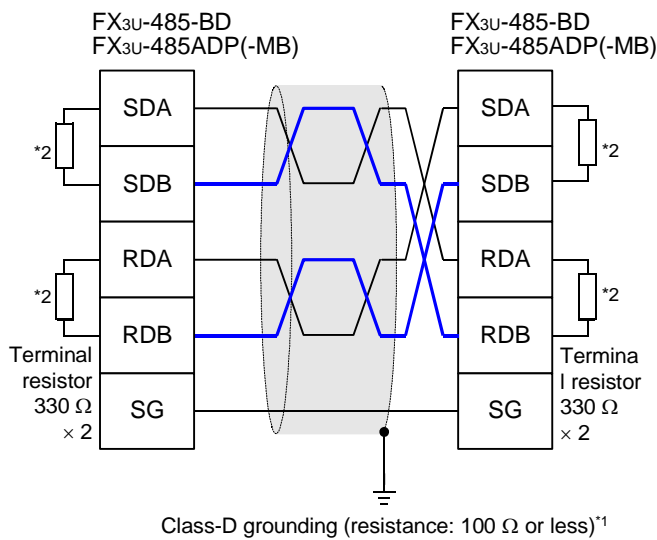 FX3U-485-BD
FX3U-485ADP(-MB)
FX3U-485-BD
FX3U-485ADP(-MB)
SDA
SDB
RDA
RDB
SG
*2
*2
Terminal
resistor
330 Ω
× 2
SDA
SDB
RDA
RDB
SG
*2
*2
Termina
l resistor
330 Ω
× 2
Class-D grounding (resistance: 100 Ω or less)*1